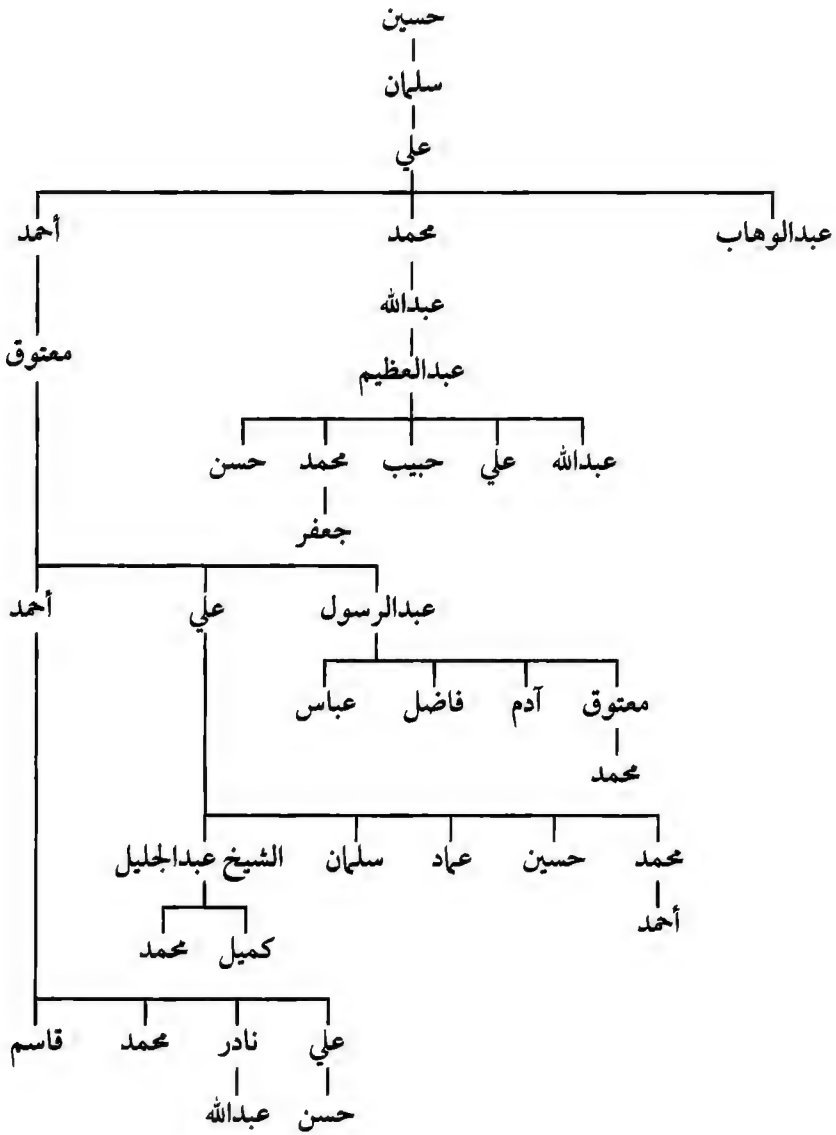 حسين
سلمان
علي
عبدالوهاب محمد أحمد
عبدالله
معتوق
عبدالعظيم
عبدالله علي حبيب محمد حسن
جعفر
عبدالرسول علي أحمد
معتوق آدم فاضل عباس
محمد
محمد حسين عماد سلمان الشيخ عبدالجليل
أحمد
كميل محمد
علي نادر محمد قاسم
حسن عبدالله